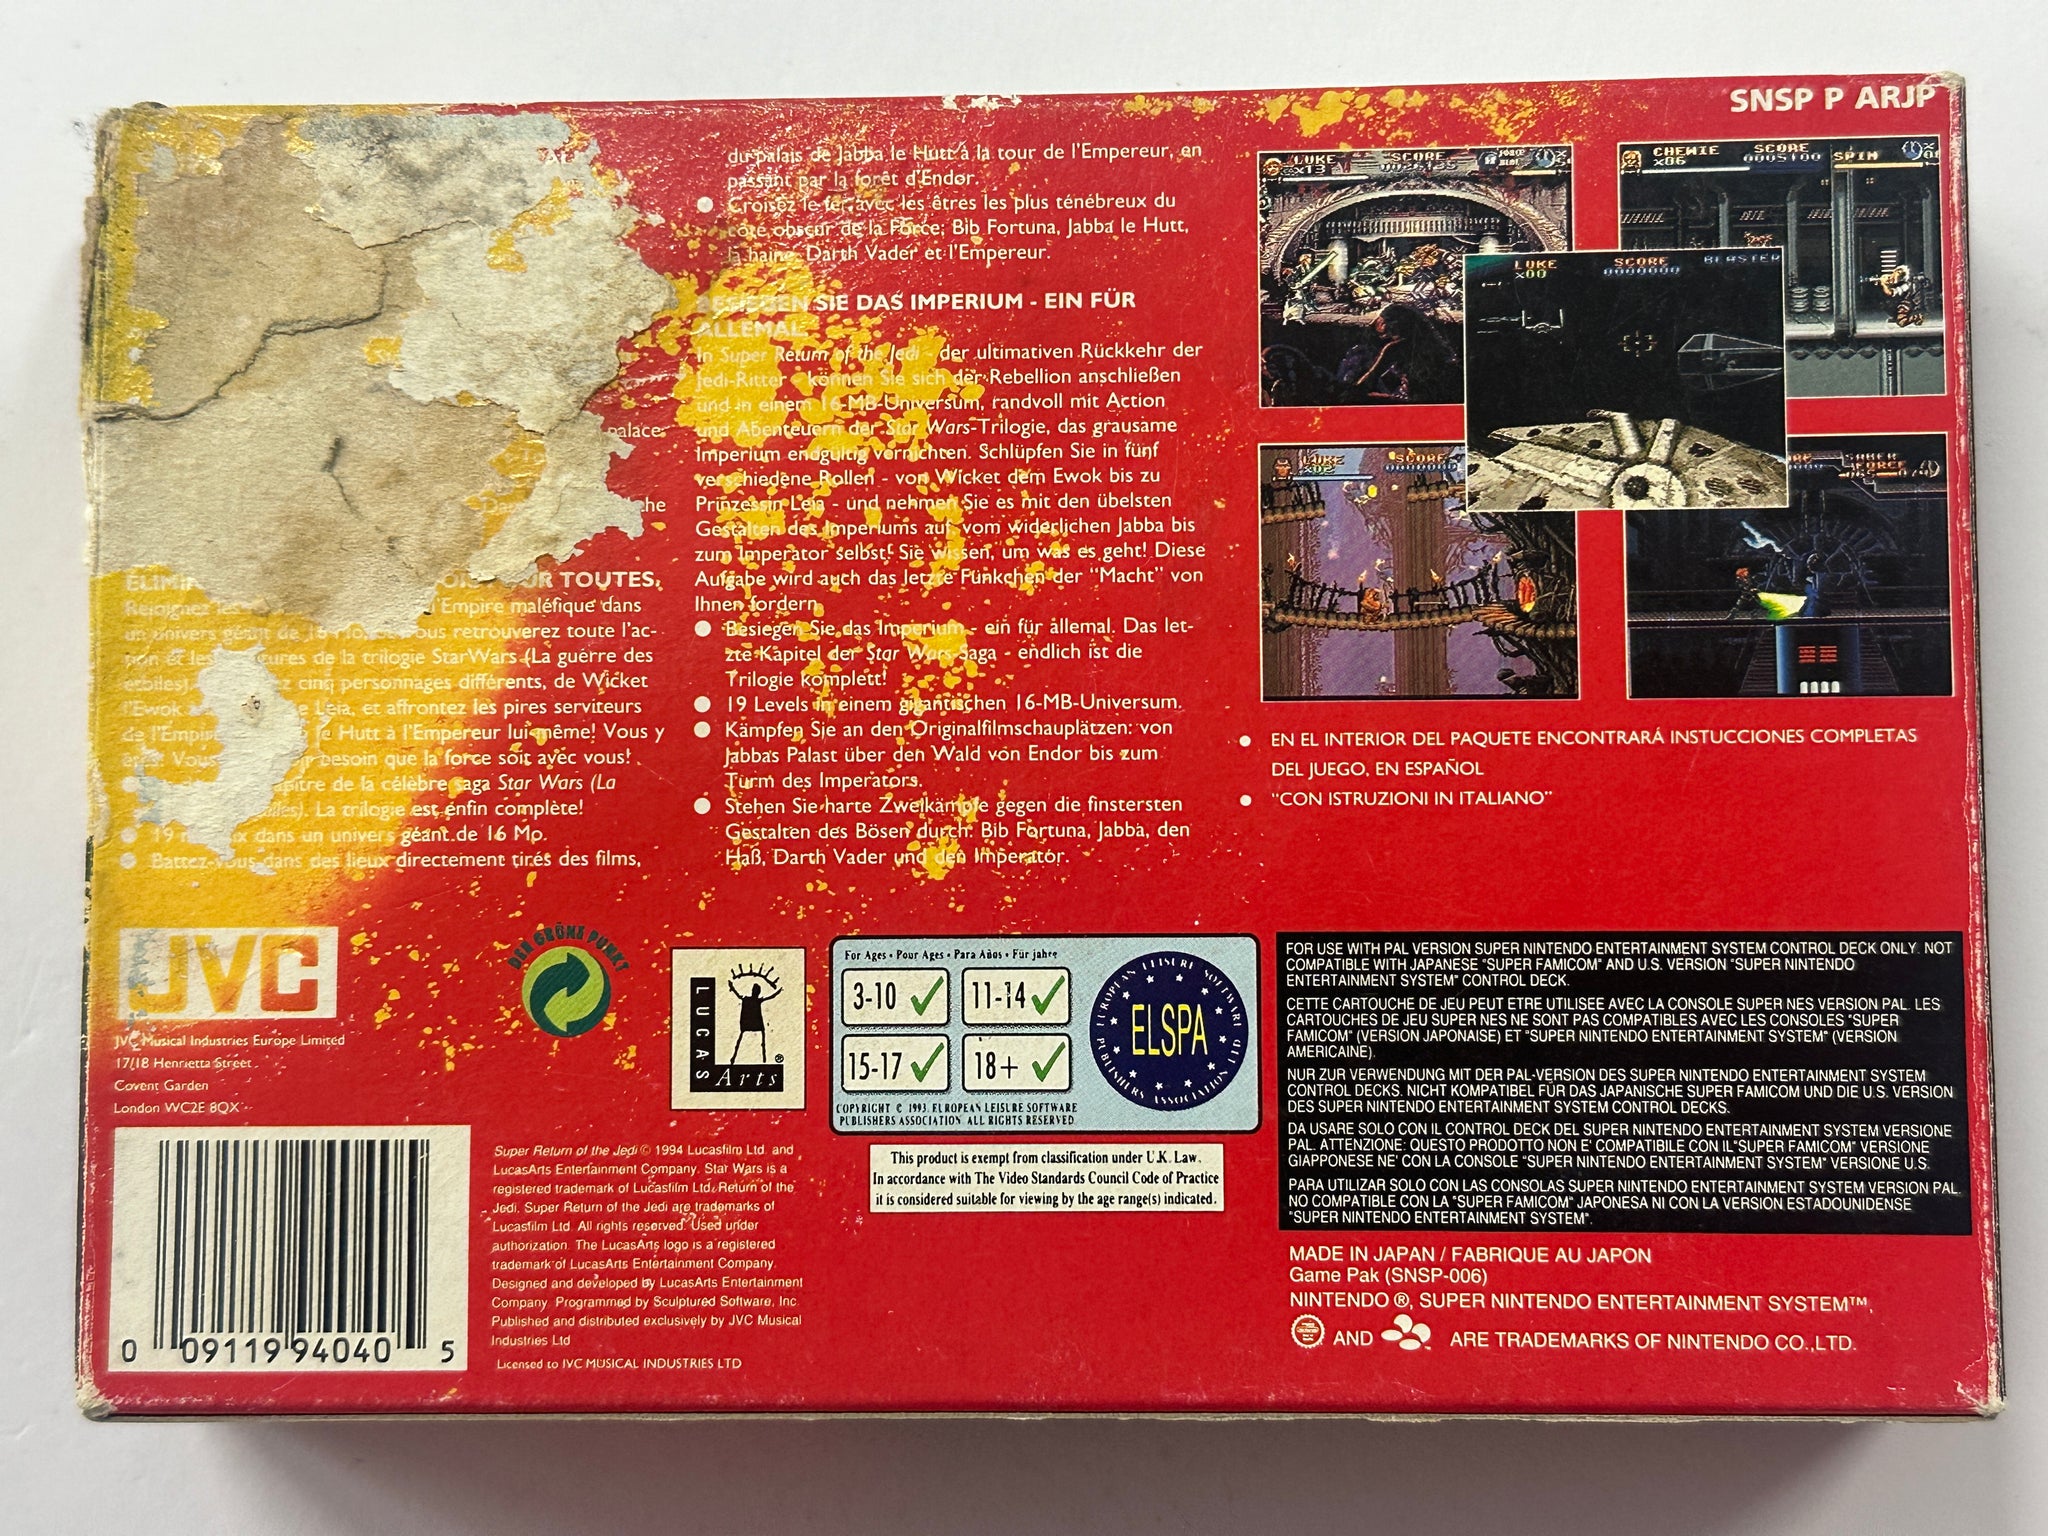 SNSP P ARJP
palace
he
ÉLIMI
UR TOUTES.
Rejoignez les
l'Empire maléfique dans
un univers géant de 16 Mo.
ous retrouverez toute l'ac-
tion et les
tures de la trilogie StarWars (La guerre des
étoiles).
z cinq personnages différents, de Wicket
l'Ewok
e Leia, et affrontez les pires serviteurs
de l'Empir
le Hutt à l'Empereur lui-même! Vous y
êtes! Vous
besoin que la force soit avec vous!
pitre de la célèbre saga Star Wars (La
iles). La trilogie est enfin complète!
19 n x dans un univers géant de 16 Mo.
Battez-vous dans des lieux directement tirés des films,
du palais de Jabba le Hutt à la tour de l'Empereur, en
passant par la forêt d'Endor.
Croisez le fer avec les êtres les plus ténébreux du
côté obscur de la Force; Bib Fortuna, Jabba le Hutt,
la haine, Darth Vader et l'Empereur.
BESIEGEN SIE DAS IMPERIUM - EIN FÜR
ALLEMAL
In Super Return of the Jedi - der ultimativen Rückkehr der
Jedi-Ritter - können Sie sich der Rebellion anschließen
und in einem 16-MB-Universum, randvoll mit Action
und Abenteuern der Star Wars-Trilogie, das grausame
Imperium endgültig vernichten. Schlüpfen Sie in fünf
verschiedene Rollen - von Wicket dem Ewok bis zu
Prinzessin Leia - und nehmen Sie es mit den übelsten
Gestalten des Imperiums auf, vom widerlichen Jabba bis
zum Imperator selbst! Sie wissen, um was es geht! Diese
Aufgabe wird auch das letzte Fünkchen der "Macht" von
Ihnen fordern.
Besiegen Sie das Imperium - ein für allemal. Das let-
zte Kapitel der Star Wars-Saga - endlich ist die
Trilogie komplett!
19 Levels in einem gigantischen 16-MB-Universum.
Kämpfen Sie an den Originalfilmschauplätzen: von
Jabbas Palast über den Wald von Endor bis zum
Turm des Imperators.
Stehen Sie harte Zweikämpfe gegen die finstersten
Gestalten des Bösen durch: Bib Fortuna, Jabba, den
Haß, Darth Vader und den Imperator.
LUKE SCORE
x13
CHEWIE SCORE SPIN
x06 0005100
LUKE SCORE BLASTER
x00 0000000
LUKE SCORE
x02 0000000
SABER
FORCE
EN EL INTERIOR DEL PAQUETE ENCONTRARÁ INSTUCCIONES COMPLETAS
DEL JUEGO, EN ESPAÑOL
"CON ISTRUZIONI IN ITALIANO"
JVC
JVC Musical Industries Europe Limited
17/18 Henrietta Street
Covent Garden
London WC2E 8QX
DER GRÜNE PUNKT
LUCAS
Arts ®
For Ages • Pour Ages • Para Años • Für jahre
3-10 11-14
15-17 18+
EUROPEAN LEISURE SOFTWARE PUBLISHERS ASSOCIATION LTD
ELSPA
COPYRIGHT © 1993. EUROPEAN LEISURE SOFTWARE
PUBLISHERS ASSOCIATION. ALL RIGHTS RESERVED.
This product is exempt from classification under U.K. Law.
In accordance with The Video Standards Council Code of Practice
it is considered suitable for viewing by the age range(s) indicated.
0 09119 94040 5
Super Return of the Jedi © 1994 Lucasfilm Ltd. and
LucasArts Entertainment Company. Star Wars is a
registered trademark of Lucasfilm Ltd. Return of the
Jedi, Super Return of the Jedi are trademarks of
Lucasfilm Ltd. All rights reserved. Used under
authorization. The LucasArts logo is a registered
trademark of LucasArts Entertainment Company.
Designed and developed by LucasArts Entertainment
Company. Programmed by Sculptured Software, Inc.
Published and distributed exclusively by JVC Musical
Industries Ltd
Licensed to JVC MUSICAL INDUSTRIES LTD
FOR USE WITH PAL VERSION SUPER NINTENDO ENTERTAINMENT SYSTEM CONTROL DECK ONLY. NOT
COMPATIBLE WITH JAPANESE "SUPER FAMICOM" AND U.S. VERSION "SUPER NINTENDO
ENTERTAINMENT SYSTEM" CONTROL DECK.
CETTE CARTOUCHE DE JEU PEUT ETRE UTILISEE AVEC LA CONSOLE SUPER NES VERSION PAL. LES
CARTOUCHES DE JEU SUPER NES NE SONT PAS COMPATIBLES AVEC LES CONSOLES "SUPER
FAMICOM" (VERSION JAPONAISE) ET "SUPER NINTENDO ENTERTAINMENT SYSTEM" (VERSION
AMERICAINE).
NUR ZUR VERWENDUNG MIT DER PAL-VERSION DES SUPER NINTENDO ENTERTAINMENT SYSTEM
CONTROL DECKS. NICHT KOMPATIBEL FÜR DAS JAPANISCHE SUPER FAMICOM UND DIE U.S. VERSION
DES SUPER NINTENDO ENTERTAINMENT SYSTEM CONTROL DECKS.
DA USARE SOLO CON IL CONTROL DECK DEL SUPER NINTENDO ENTERTAINMENT SYSTEM VERSIONE
PAL. ATTENZIONE: QUESTO PRODOTTO NON E' COMPATIBILE CON IL "SUPER FAMICOM" VERSIONE
GIAPPONESE NE' CON LA CONSOLE "SUPER NINTENDO ENTERTAINMENT SYSTEM" VERSIONE U.S.
PARA UTILIZAR SOLO CON LAS CONSOLAS SUPER NINTENDO ENTERTAINMENT SYSTEM VERSION PAL.
NO COMPATIBLE CON LA "SUPER FAMICOM" JAPONESA NI CON LA VERSION ESTADOUNIDENSE
"SUPER NINTENDO ENTERTAINMENT SYSTEM".
MADE IN JAPAN / FABRIQUE AU JAPON
Game Pak (SNSP-006)
NINTENDO ®, SUPER NINTENDO ENTERTAINMENT SYSTEM™,
AND ARE TRADEMARKS OF NINTENDO CO.,LTD.